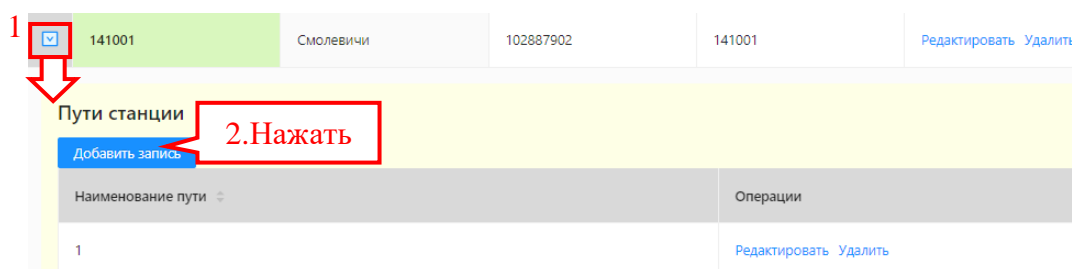 1
141001 Смолевичи 102887902 141001 Редактировать Удалить
Пути станции
2.Нажать
Добавить запись
Наименование пути Операции
1 Редактировать Удалить